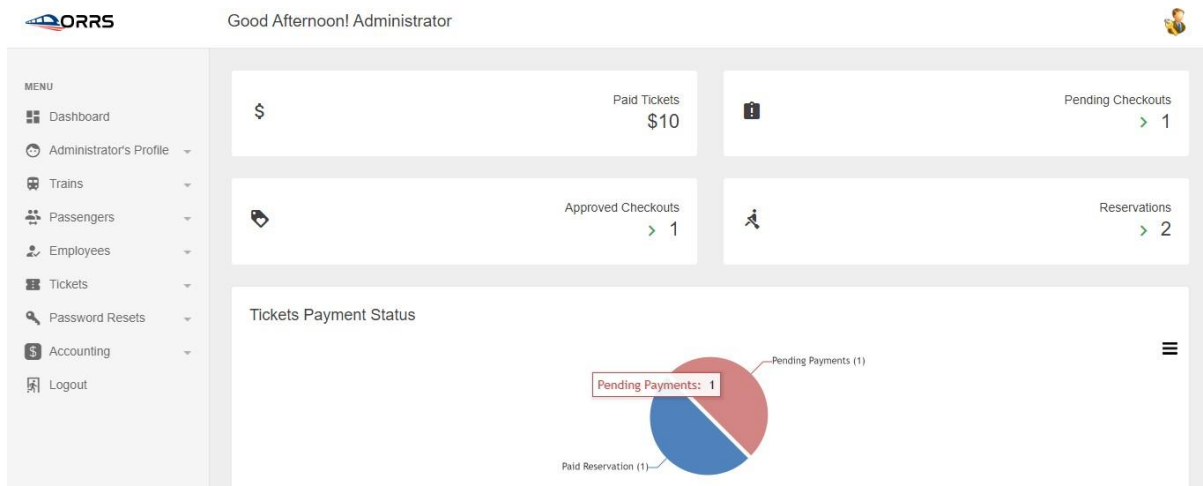 ORRS
Good Afternoon! Administrator
MENU
Dashboard
Administrator's Profile
Trains
Passengers
Employees
Tickets
Password Resets
$ Accounting
Logout
$
Paid Tickets
$10
Pending Checkouts
> 1
Approved Checkouts
> 1
Reservations
> 2
Tickets Payment Status
Pending Payments (1)
Pending Payments: 1
Paid Reservation (1)